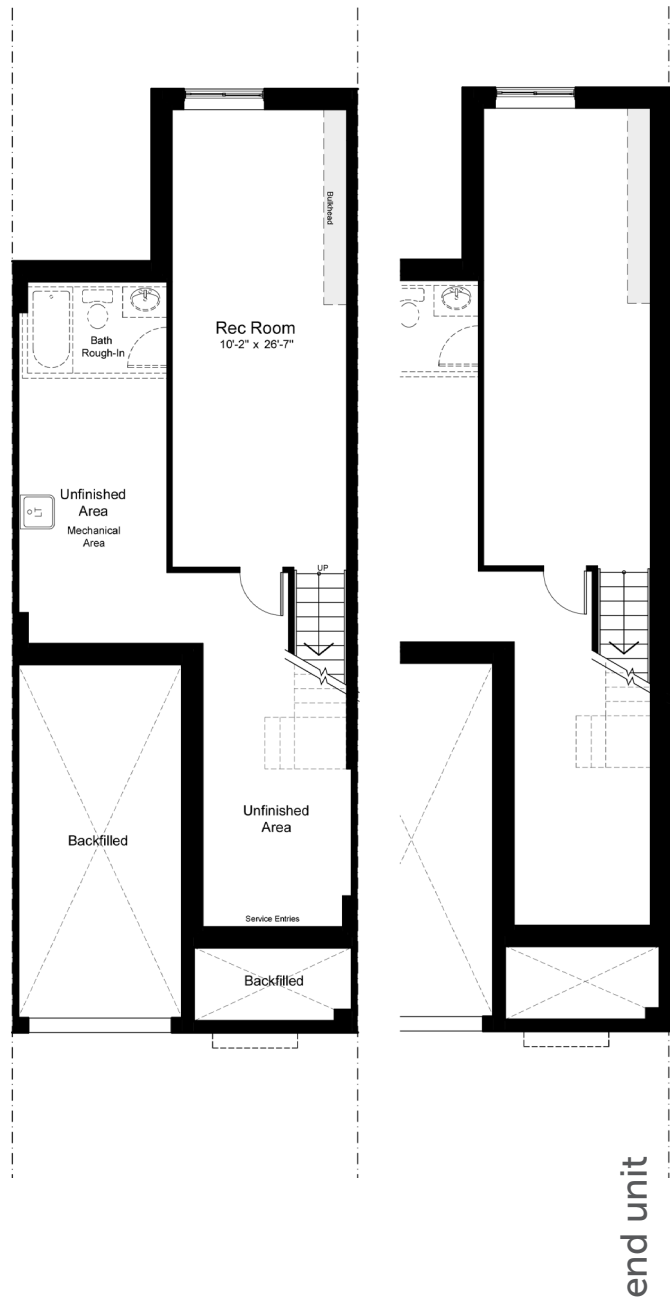 Bulkhead
Rec Room
10'-2" x 26'-7"
Bath
Rough-In
Unfinished
Area
LT
Mechanical
Area
UP
Unfinished
Area
Backfilled
Service Entries
Backfilled
end unit